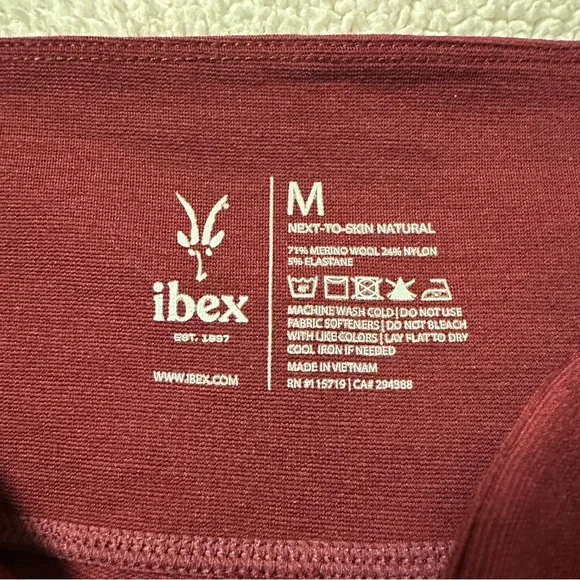 ibex
EST. 1997
WWW.IBEX.COM
M
NEXT-TO-SKIN NATURAL
71% MERINO WOOL 24% NYLON
5% ELASTANE
MACHINE WASH COLD | DO NOT USE
FABRIC SOFTENERS | DO NOT BLEACH
WITH LIKE COLORS | LAY FLAT TO DRY
COOL IRON IF NEEDED
MADE IN VIETNAM
RN #115719 | CA# 294388